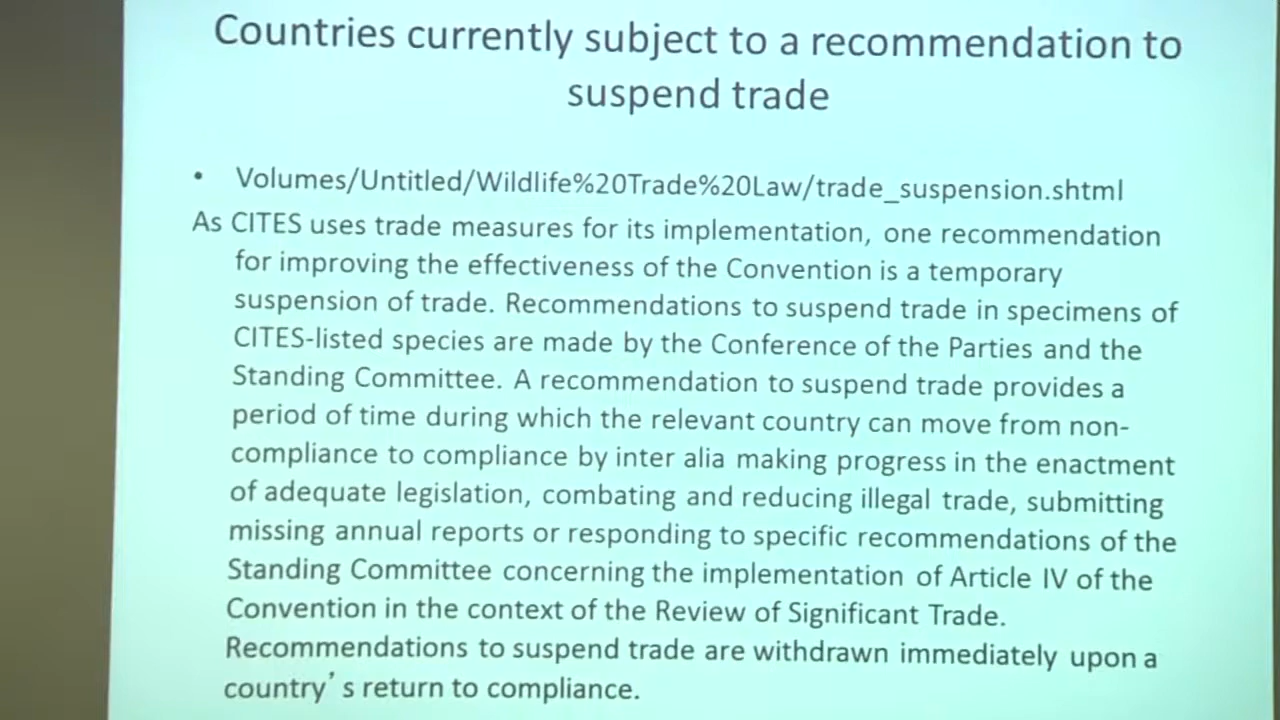 Countries currently subject to a recommendation to
suspend trade
• Volumes/Untitled/Wildlife%20Trade%20Law/trade_suspension.shtml
As CITES uses trade measures for its implementation, one recommendation
for improving the effectiveness of the Convention is a temporary
suspension of trade. Recommendations to suspend trade in specimens of
CITES-listed species are made by the Conference of the Parties and the
Standing Committee. A recommendation to suspend trade provides a
period of time during which the relevant country can move from non-
compliance to compliance by inter alia making progress in the enactment
of adequate legislation, combating and reducing illegal trade, submitting
missing annual reports or responding to specific recommendations of the
Standing Committee concerning the implementation of Article IV of the
Convention in the context of the Review of Significant Trade.
Recommendations to suspend trade are withdrawn immediately upon a
country's return to compliance.